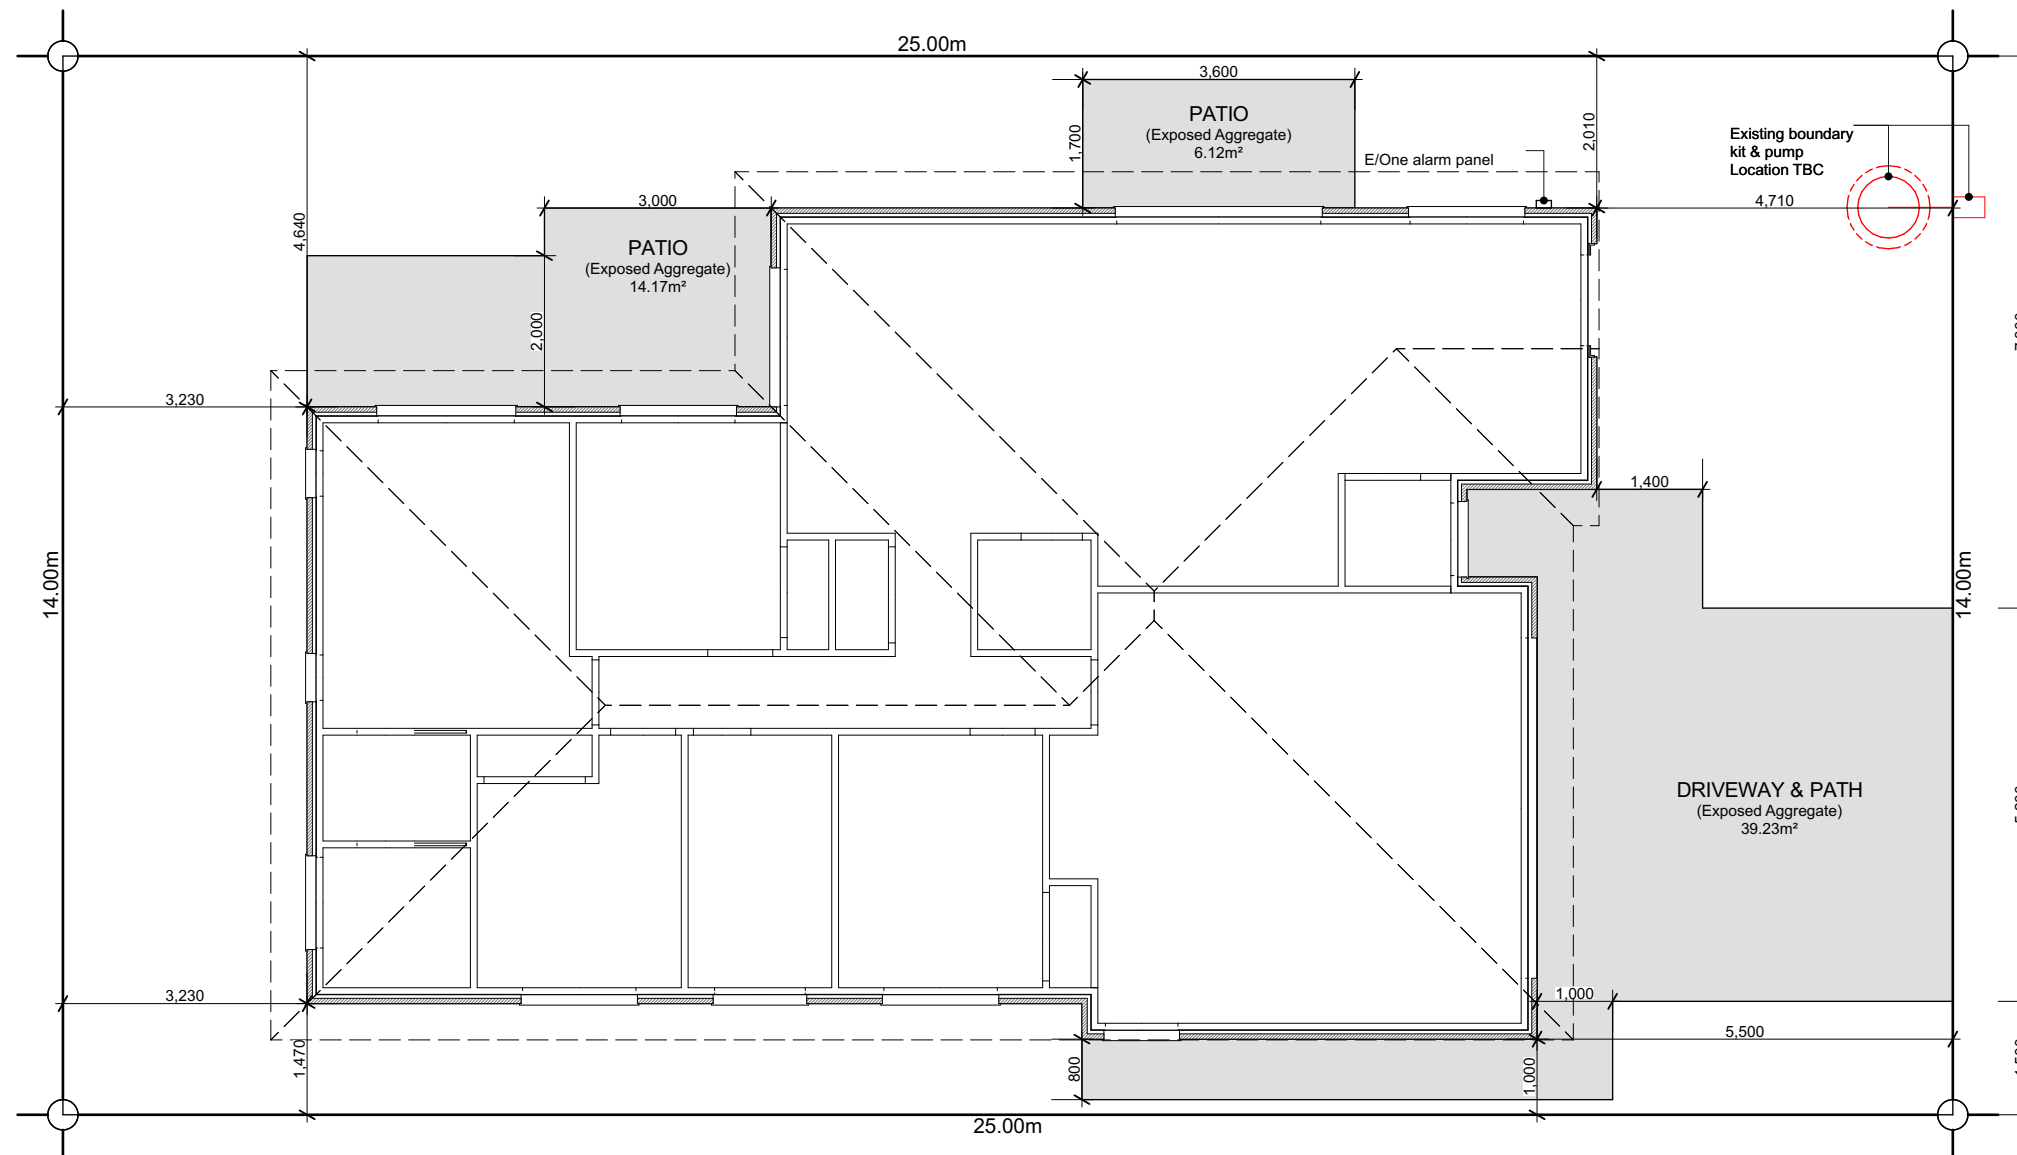 25.00m
3,600
PATIO
(Exposed Aggregate)
6.12m²
1,700
2,010
E/One alarm panel
Existing boundary
kit & pump
Location TBC
4,710
3,000
4,640
PATIO
(Exposed Aggregate)
14.17m²
2,000
3,230
1,400
14.00m
14.00m
DRIVEWAY & PATH
(Exposed Aggregate)
39.23m²
3,230
1,000
5,500
1,470
800
1,000
25.00m